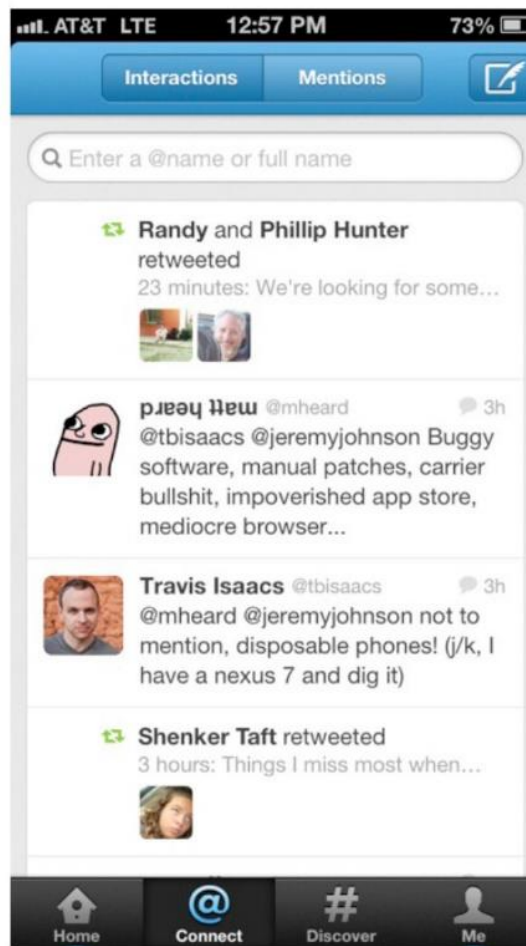 AT&T LTE 12:57 PM 73%
Interactions Mentions
Enter a @name or full name
Randy and Phillip Hunter
retweeted
23 minutes: We're looking for some...
pɹɐǝɥ ʇʇɐɯ @mheard 3h
@tbisaacs @jeremyjohnson Buggy
software, manual patches, carrier
bullshit, impoverished app store,
mediocre browser...
Travis Isaacs @tbisaacs 3h
@mheard @jeremyjohnson not to
mention, disposable phones! (j/k, I
have a nexus 7 and dig it)
Shenker Taft retweeted
3 hours: Things I miss most when...
Home Connect Discover Me